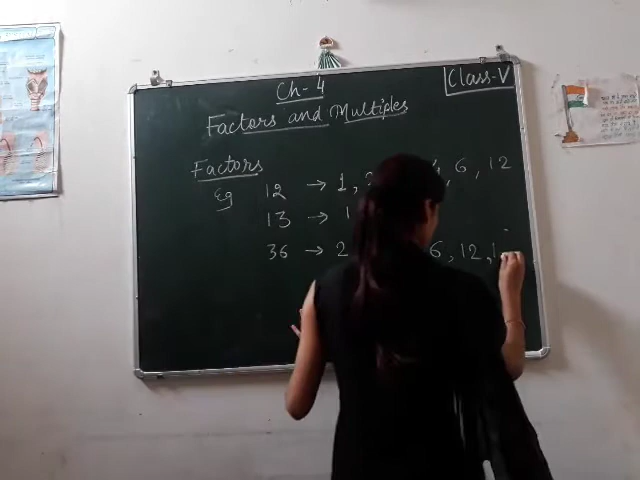 Ch-4
Class-V
Factors and Multiples
Factors
Eg 12 → 1, 2 4, 6, 12
13 → 1
36 → 2 6, 12, 1